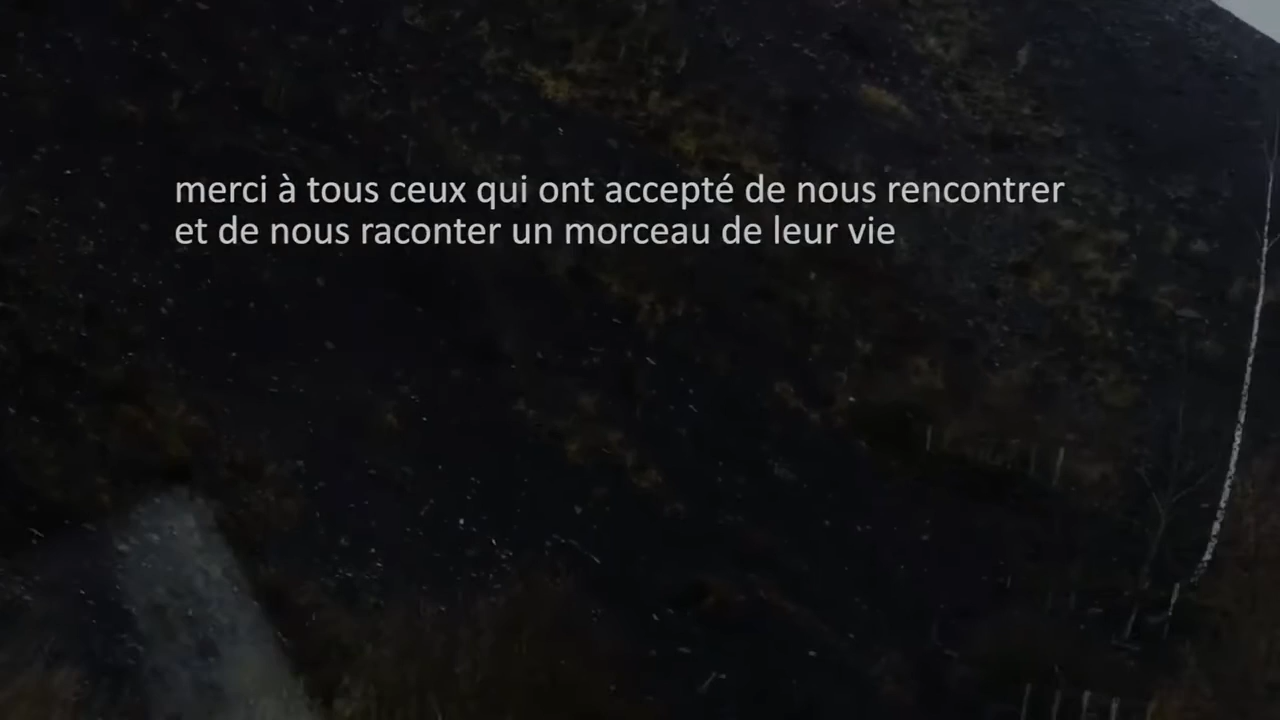 merci à tous ceux qui ont accepté de nous rencontrer
et de nous raconter un morceau de leur vie